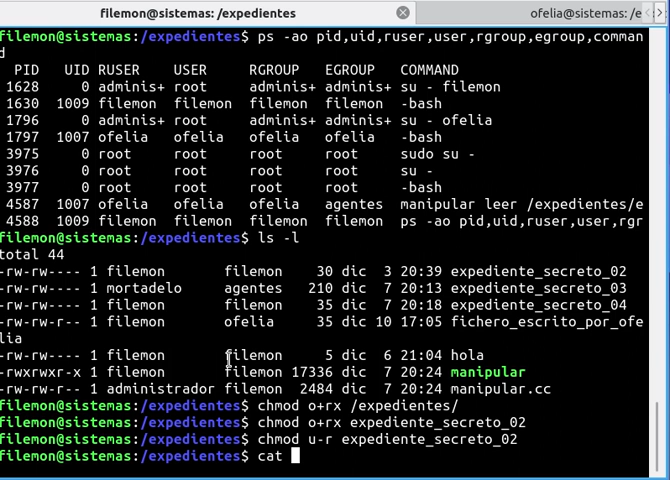 filemon@sistemas: /expedientes
ofelia@sistemas: /e
filemon@sistemas:/expedientes$ ps -ao pid,uid,ruser,user,rgroup,egroup,comman
d
PID UID RUSER USER RGROUP EGROUP COMMAND
1628 0 adminis+ root adminis+ adminis+ su - filemon
1630 1009 filemon filemon filemon filemon -bash
1796 0 adminis+ root adminis+ adminis+ su - ofelia
1797 1007 ofelia ofelia ofelia ofelia -bash
3975 0 root root root root sudo su -
3976 0 root root root root su -
3977 0 root root root root -bash
4587 1007 ofelia ofelia ofelia agentes manipular leer /expedientes/e
4588 1009 filemon filemon filemon filemon ps -ao pid,uid,ruser,user,rgr
filemon@sistemas:/expedientes$ ls -l
total 44
-rw-rw---- 1 filemon filemon 30 dic 3 20:39 expediente_secreto_02
-rw-rw---- 1 mortadelo agentes 210 dic 7 20:13 expediente_secreto_03
-rw-rw---- 1 filemon filemon 35 dic 7 20:18 expediente_secreto_04
-rw-rw-r-- 1 filemon ofelia 35 dic 10 17:05 fichero_escrito_por_ofe
lia
-rw-rw---- 1 filemon filemon 5 dic 6 21:04 hola
-rwxrwxr-x 1 filemon filemon 17336 dic 7 20:24 manipular
-rw-rw-r-- 1 administrador filemon 2484 dic 7 20:24 manipular.cc
filemon@sistemas:/expedientes$ chmod o+rx /expedientes/
filemon@sistemas:/expedientes$ chmod o+rx expediente_secreto_02
filemon@sistemas:/expedientes$ chmod u-r expediente_secreto_02
filemon@sistemas:/expedientes$ cat